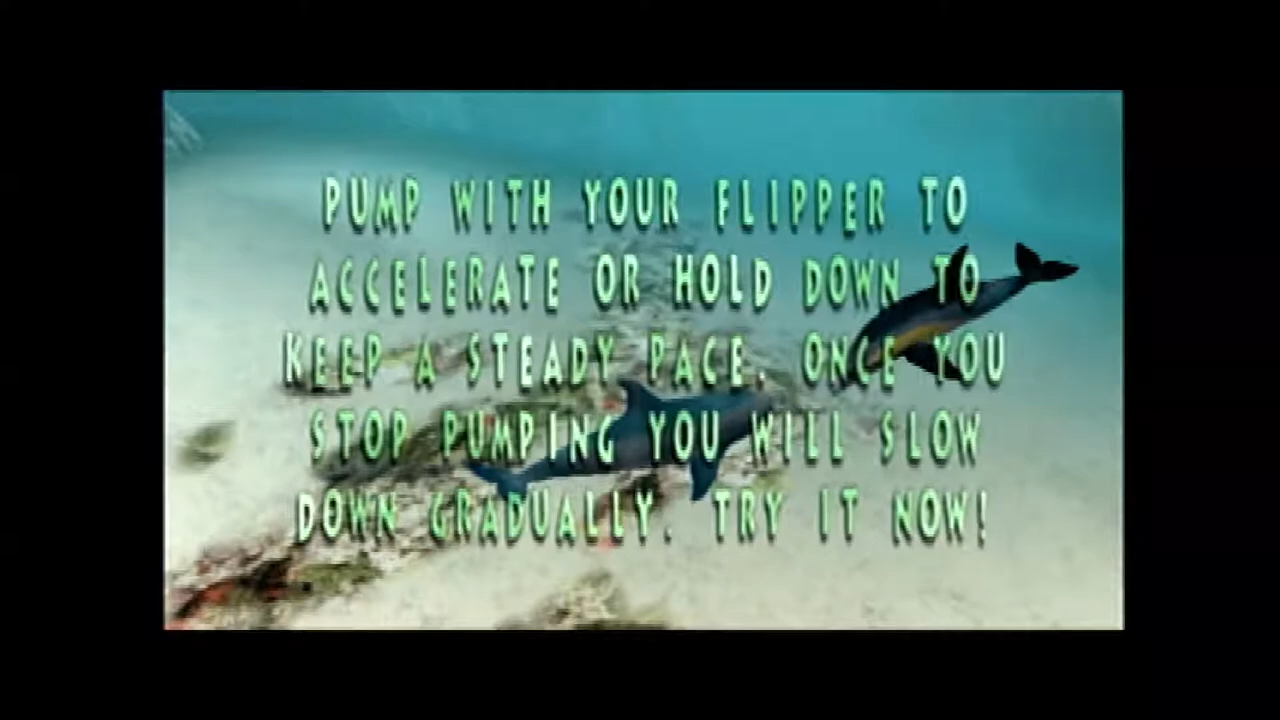 PUMP WITH YOUR FLIPPER TO
ACCELERATE OR HOLD DOWN TO
KEEP A STEADY PACE. ONCE YOU
STOP PUMPING YOU WILL SLOW
DOWN GRADUALLY. TRY IT NOW!